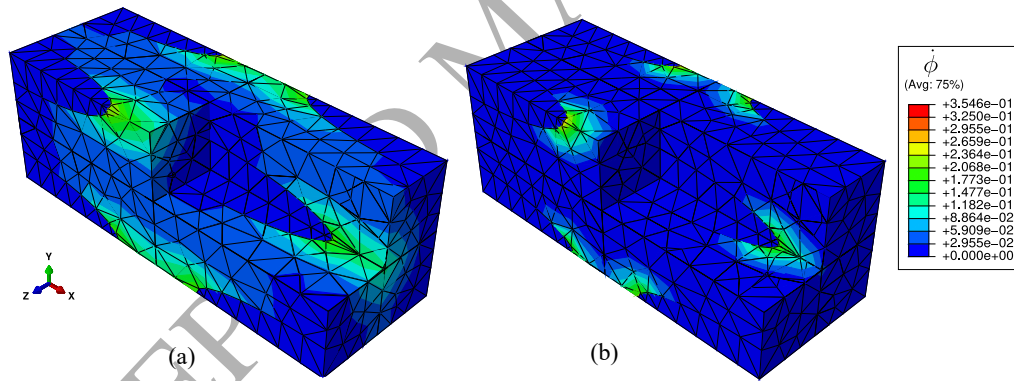 ϕ̇
(Avg: 75%)
+3.546e−01
+3.250e−01
+2.955e−01
+2.659e−01
+2.364e−01
+2.068e−01
+1.773e−01
+1.477e−01
+1.182e−01
+8.864e−02
+5.909e−02
+2.955e−02
+0.000e+00
Y
Z X
(a)
(b)